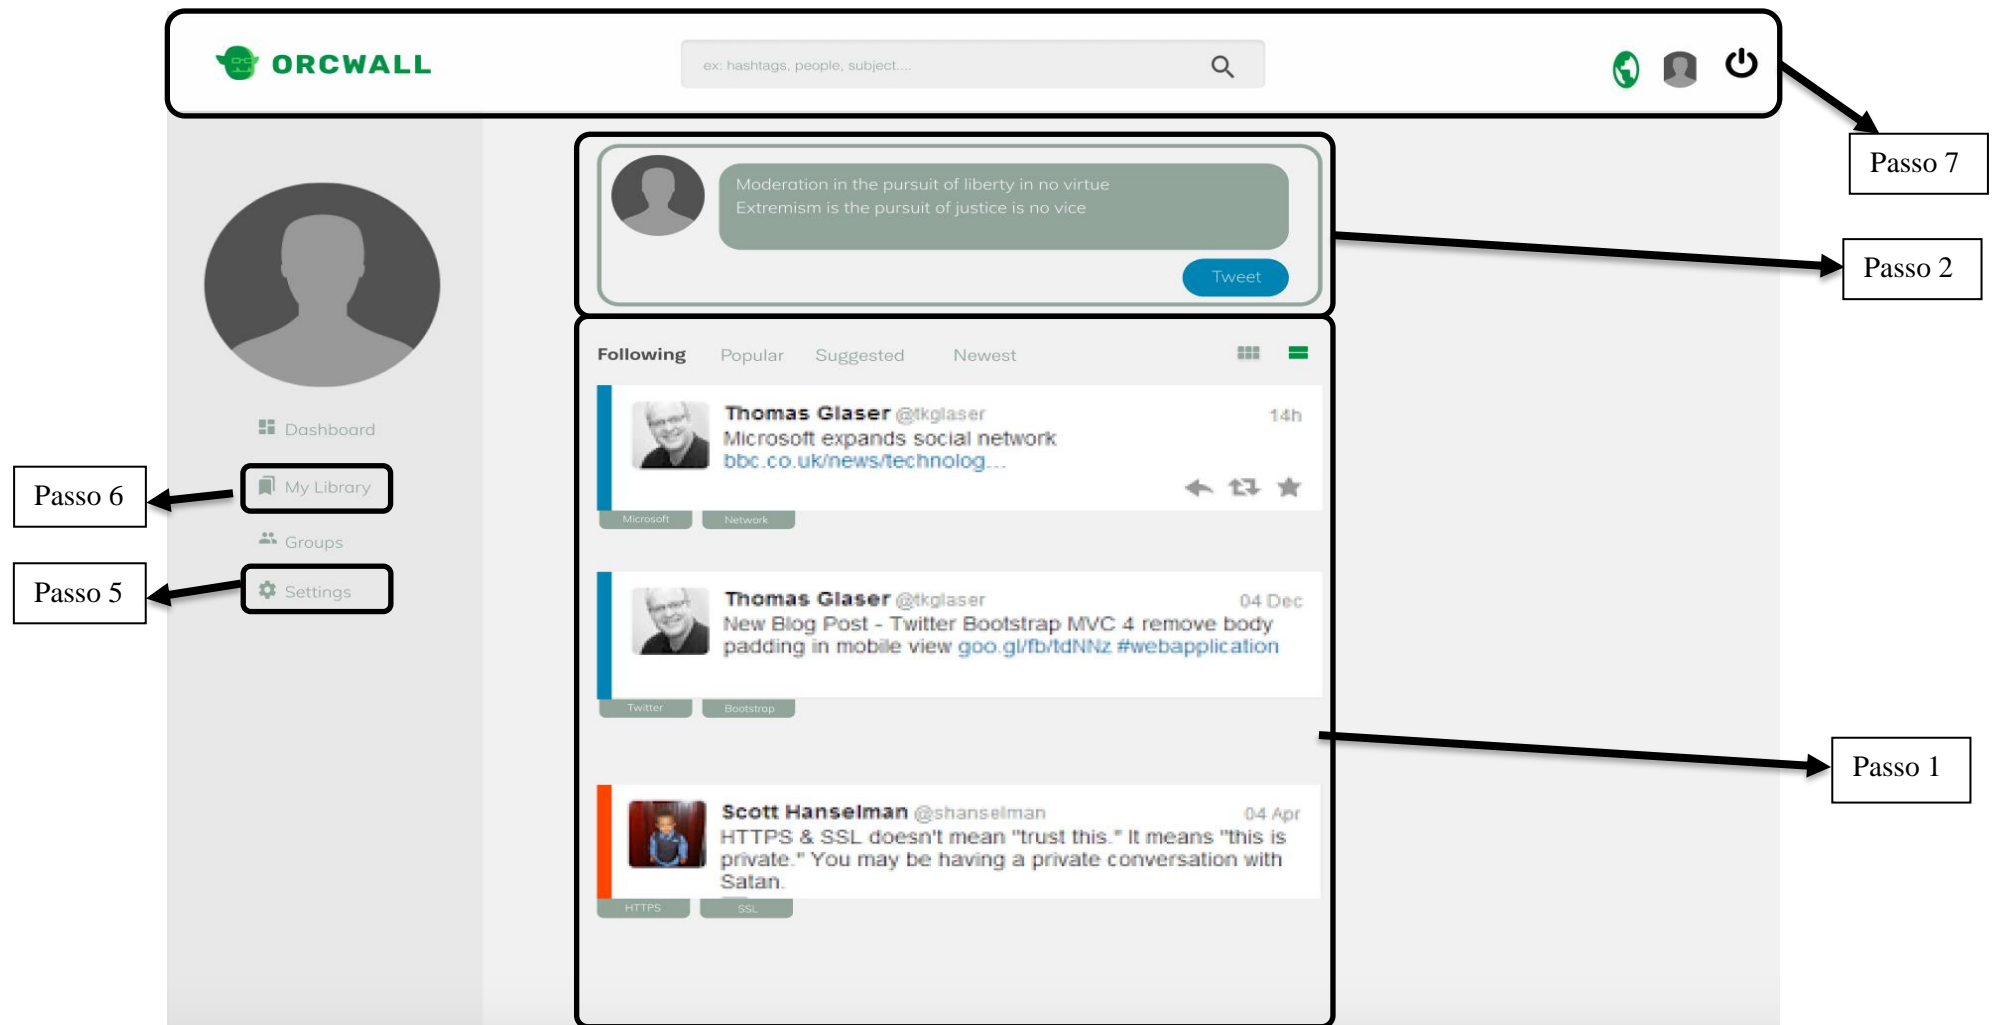 ORCWALL
ex: hashtags, people, subject....
Passo 7
Moderation in the pursuit of liberty in no virtue
Extremism is the pursuit of justice is no vice
Tweet
Passo 2
Following Popular Suggested Newest
Thomas Glaser @tkglaser 14h
Microsoft expands social network
bbc.co.uk/news/technolog...
Microsoft Network
Dashboard
My Library
Passo 6
Groups
Settings
Passo 5
Thomas Glaser @tkglaser 04 Dec
New Blog Post - Twitter Bootstrap MVC 4 remove body
padding in mobile view goo.gl/fb/tdNNz #webapplication
Twitter Bootstrap
Passo 1
Scott Hanselman @shanselman 04 Apr
HTTPS & SSL doesn't mean "trust this." It means "this is
private." You may be having a private conversation with
Satan.
HTTPS SSL